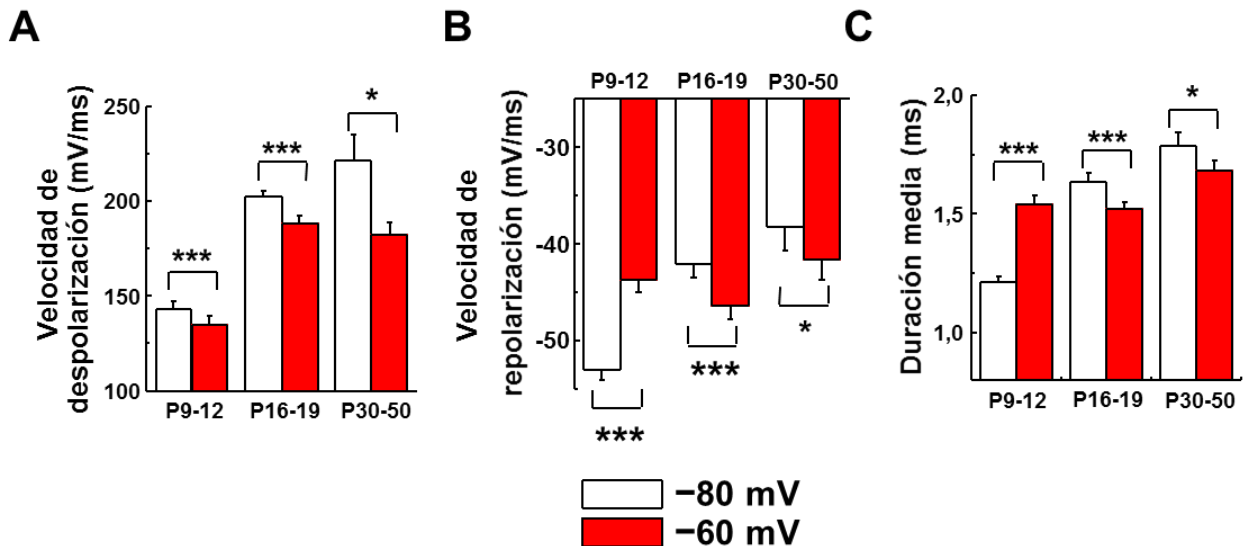 A
Velocidad de
despolarización (mV/ms)
250
200
150
100
***
***
*
P9-12
P16-19
P30-50
B
Velocidad de
repolarización (mV/ms)
P9-12
P16-19
P30-50
-30
-40
-50
***
***
*
C
Duración media (ms)
2,0
1,5
1,0
***
***
*
P9-12
P16-19
P30-50
−80 mV
−60 mV